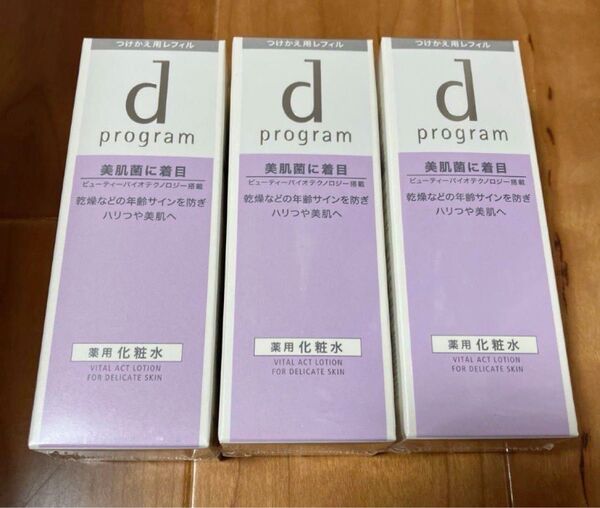 つけかえ用レフィル
d
program
美肌菌に着目
ビューティーバイオテクノロジー搭載
乾燥などの年齢サインを防ぎ
ハリつや美肌へ
薬用 化粧水
VITAL ACT LOTION
FOR DELICATE SKIN
つけかえ用レフィル
d
program
美肌菌に着目
ビューティーバイオテクノロジー搭載
乾燥などの年齢サインを防ぎ
ハリつや美肌へ
薬用 化粧水
VITAL ACT LOTION
FOR DELICATE SKIN
つけかえ用レフィル
d
program
美肌菌に着目
ビューティーバイオテクノロジー搭載
乾燥などの年齢サインを防ぎ
ハリつや美肌へ
薬用 化粧水
VITAL ACT LOTION
FOR DELICATE SKIN